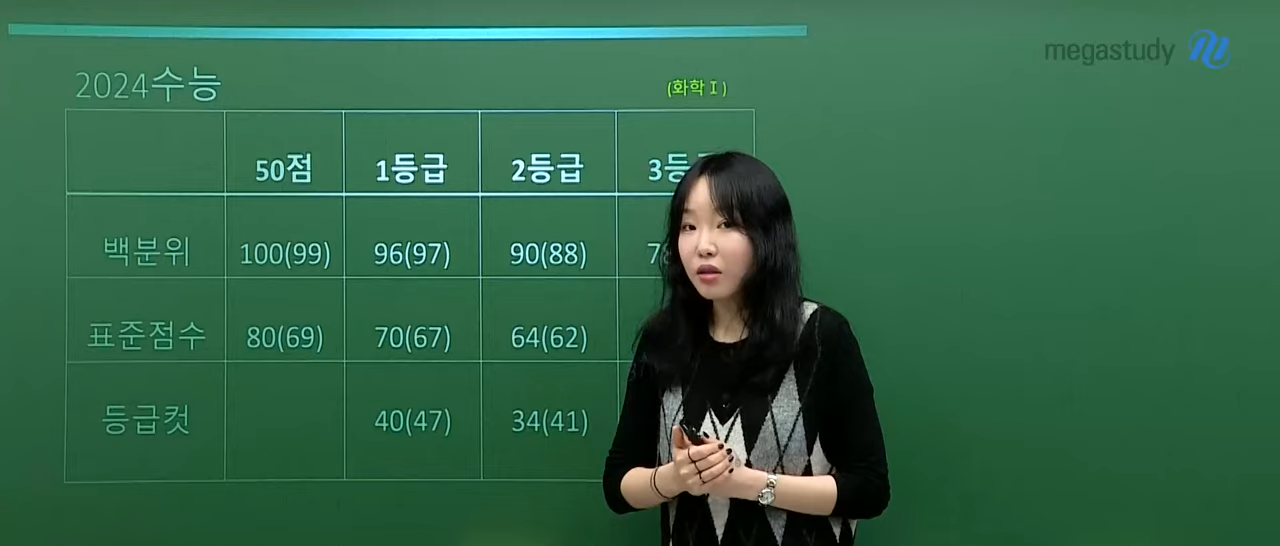 megastudy
2024수능
(화학Ⅰ)
50점 1등급 2등급
백분위 100(99) 96(97) 90(88)
표준점수 80(69) 70(67) 64(62)
등급컷 40(47) 34(41)